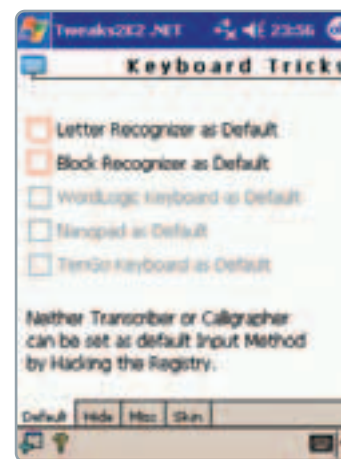 Tweaks2K2 .NET 23:56
Keyboard Tricks
Letter Recognizer as Default
Block Recognizer as Default
WordLogic Keyboard as Default
Nanopad as Default
TenGo Keyboard as Default
Neither Transcriber or Calligrapher
can be set as default Input Method
by Hacking the Registry.
Default Hide Misc Skin